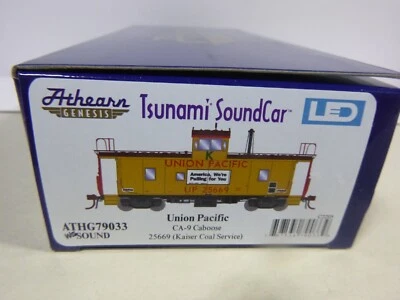 Athearn GENESIS Tsunami SoundCar™ LED
UNION PACIFIC
America, We're
Pulling for You
UP 25669
ATHG79033
W/SOUND
Union Pacific
CA-9 Caboose
25669 (Kaiser Coal Service)